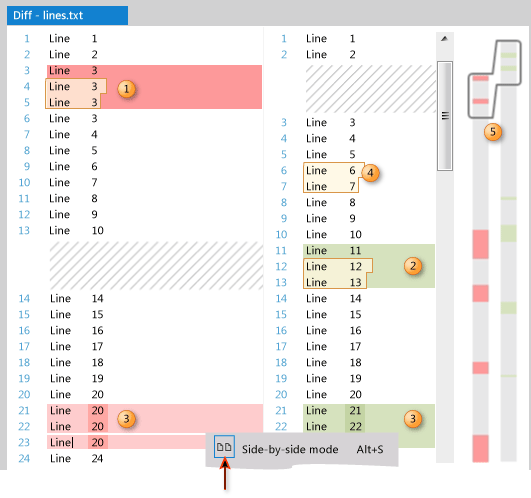 Diff - lines.txt
1 Line 1
2 Line 2
3 Line 3
4 Line 3
5 Line 3
1
6 Line 3
7 Line 4
8 Line 5
9 Line 6
10 Line 7
11 Line 8
12 Line 9
13 Line 10
14 Line 14
15 Line 15
16 Line 16
17 Line 17
18 Line 18
19 Line 19
20 Line 20
21 Line 20
22 Line 20
3
23 Line 20
24 Line 24
1 Line 1
2 Line 2
3 Line 3
4 Line 4
5 Line 5
6 Line 6
7 Line 7
4
8 Line 8
9 Line 9
10 Line 10
11 Line 11
12 Line 12
2
13 Line 13
14 Line 14
15 Line 15
16 Line 16
17 Line 17
18 Line 18
19 Line 19
20 Line 20
21 Line 21
22 Line 22
3
5
Side-by-side mode Alt+S